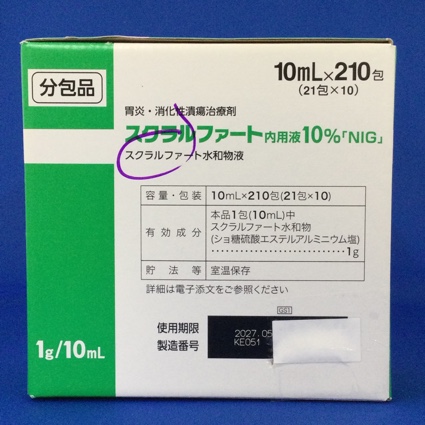 分包品
10mL×210包
(21包×10)
胃炎・消化性潰瘍治療剤
スクラルファート内用液10%「NIG」
スクラルファート水和物液
容量・包装 10mL×210包(21包×10)
有効成分 本品1包(10mL)中
スクラルファート水和物
(ショ糖硫酸エステルアルミニウム塩)
1g
貯法等 室温保存
詳細は電子添文をご参照ください
GS1
使用期限 2027.05
製造番号 KE051
1g/10mL